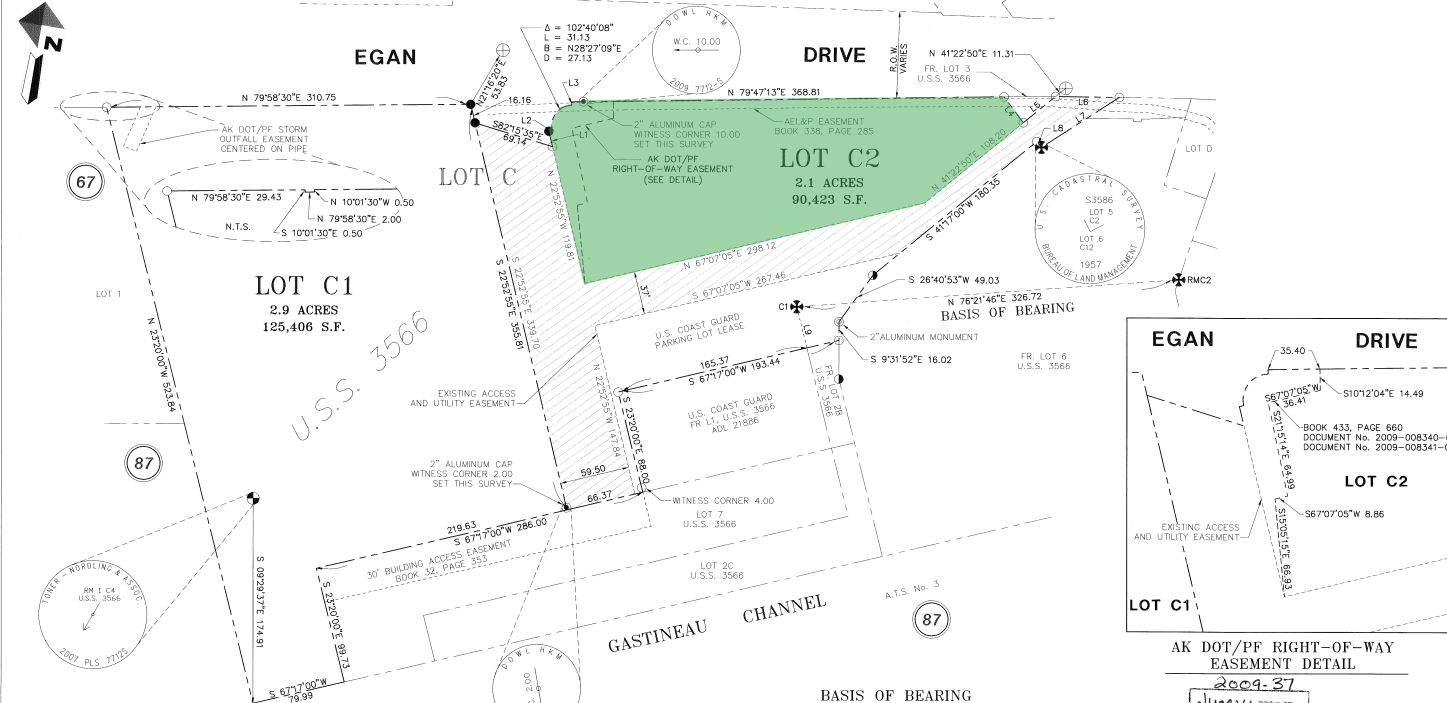 N
EGAN
DRIVE
Δ = 102°40'08"
L = 31.13
B = N28°27'09"E
D = 27.13
DOWL HKM
W.C. 10.00
2009 7712-S
R.O.W.
VARIES
N 41°22'50"E 11.31
FR. LOT 3
U.S.S. 3566
N 79°58'30"E 310.75
N21°16'20"E
53.83
16.16
L3
L2
L1
S82°15'35"E
69.14
N 79°47'13"E 368.81
L5
L6
L7
L8
AK DOT/PF STORM
OUTFALL EASEMENT
CENTERED ON PIPE
2" ALUMINUM CAP
WITNESS CORNER 10.00
SET THIS SURVEY
AEL&P EASEMENT
BOOK 338, PAGE 285
AK DOT/PF
RIGHT-OF-WAY EASEMENT
(SEE DETAIL)
LOT C
LOT C2
2.1 ACRES
90,423 S.F.
N 41°22'50"E 108.20
S 41°17'00"W 180.35
LOT D
67
N 79°58'30"E 29.43
N 10°01'30"W 0.50
N 79°58'30"E 2.00
S 10°01'30"E 0.50
N.T.S.
N 22°52'55"W 119.81
U.S. CADASTRAL SURVEY
S3586
LOT 5
C2
LOT 6
C12
1957
BUREAU OF LAND MANAGEMENT
N 67°07'05"E 298.12
S 67°07'05"W 267.46
37'
S 26°40'53"W 49.03
RMC2
N 76°21'46"E 326.72
BASIS OF BEARING
C1
LOT 1
LOT C1
2.9 ACRES
125,406 S.F.
S 22°52'55"E 355.81
S 22°52'55"E 339.70
U.S. COAST GUARD
PARKING LOT LEASE
L9
2"ALUMINUM MONUMENT
S 9°31'52"E 16.02
FR. LOT 6
U.S.S. 3566
N 23°20'00"W 523.84
U.S.S. 3566
165.37
S 67°17'00"W 193.44
FR. LOT 2B
U.S.S. 3566
EXISTING ACCESS
AND UTILITY EASEMENT
N 22°52'55"W 147.84
S 23°20'00"E 88.00
U.S. COAST GUARD
FR L1, U.S.S. 3566
ADL 21886
87
2" ALUMINUM CAP
WITNESS CORNER 2.00
SET THIS SURVEY
59.50
66.37
WITNESS CORNER 4.00
LOT 7
U.S.S. 3566
219.63
S 67°17'00"W 286.00
30' BUILDING ACCESS EASEMENT
BOOK 32, PAGE 353
LOT 2C
U.S.S. 3566
A.T.S. No. 3
GASTINEAU CHANNEL
87
TONER-NORDLING & ASSOC.
RM 1 C4
U.S.S. 3566
2007 PLS 7712S
S 09°29'37"E 174.91
S 23°20'00"E 99.73
S 67°17'00"W
79.99
DOWL HKM
2.00
BASIS OF BEARING
EGAN
DRIVE
35.40
S67°07'05"W
36.41
S10°12'04"E 14.49
BOOK 433, PAGE 660
DOCUMENT No. 2009-008340-
DOCUMENT No. 2009-008341-
S21°15'14"E 64.99
LOT C2
S67°07'05"W 8.86
EXISTING ACCESS
AND UTILITY EASEMENT
S15°05'15"E 66.93
LOT C1
AK DOT/PF RIGHT-OF-WAY
EASEMENT DETAIL
2009-37
Juneau